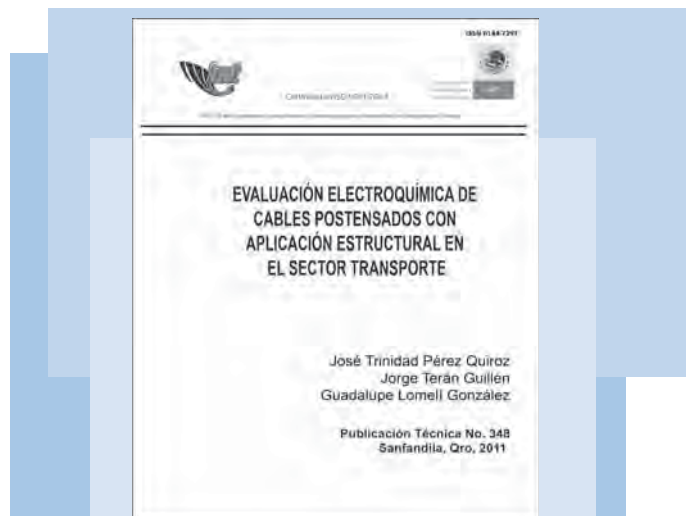 ISSN 0188-7297
EVALUACIÓN ELECTROQUÍMICA DE
CABLES POSTENSADOS CON
APLICACIÓN ESTRUCTURAL EN
EL SECTOR TRANSPORTE
José Trinidad Pérez Quiroz
Jorge Terán Guillén
Guadalupe Lomelí González
Publicación Técnica No. 348
Sanfandila, Qro, 2011